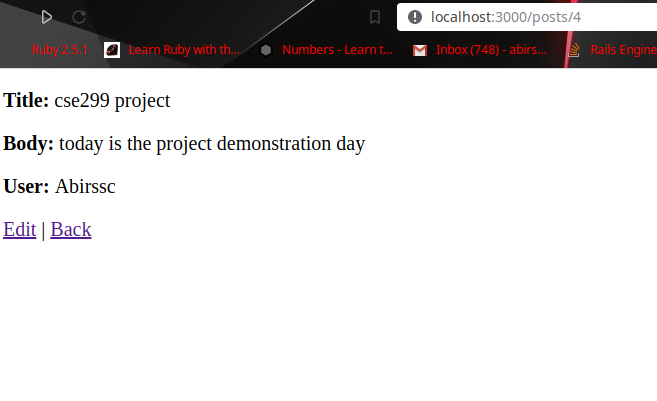 localhost:3000/posts/4
Ruby 2.5.1 Learn Ruby with th... Numbers - Learn t... Inbox (748) - abirs... Rails Engine
Title: cse299 project
Body: today is the project demonstration day
User: Abirssc
Edit | Back